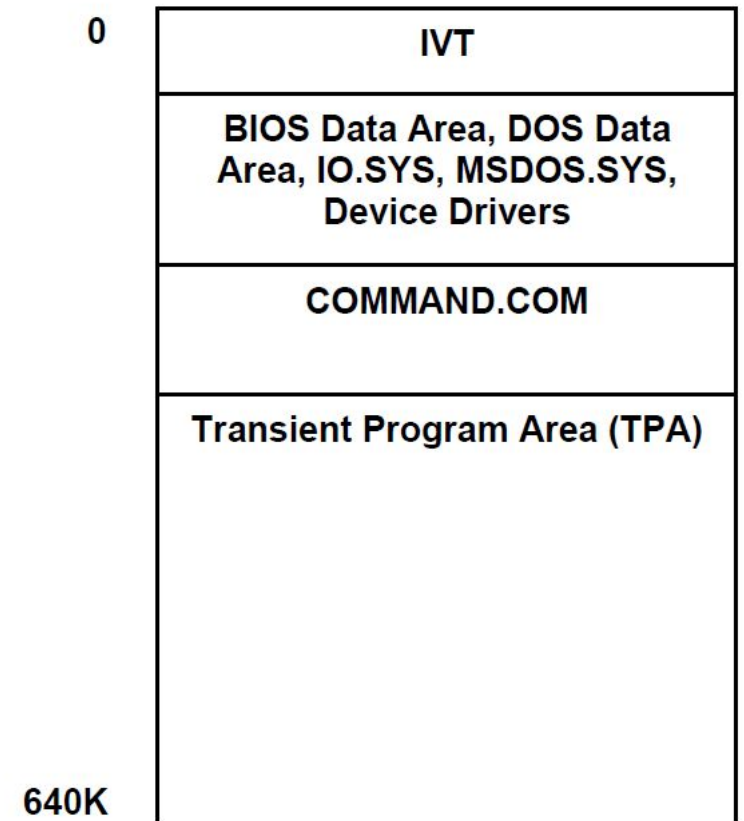 0
IVT
BIOS Data Area, DOS Data
Area, IO.SYS, MSDOS.SYS,
Device Drivers
COMMAND.COM
Transient Program Area (TPA)
640K